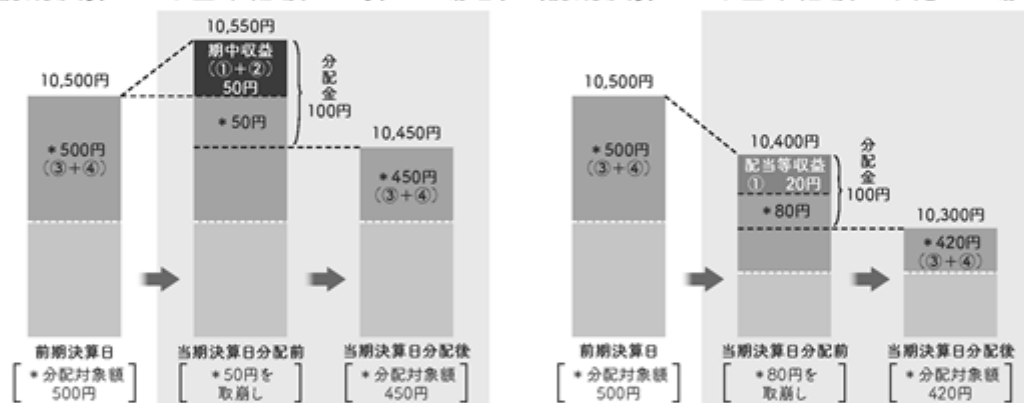 10,550円
期中収益
(①+②)
50円
分配金
100円
10,500円
*50円
*500円
(③+④)
10,450円
*450円
(③+④)
前期決算日
当期決算日分配前
当期決算日分配後
*分配対象額
500円
*50円を
取崩し
*分配対象額
450円
10,500円
*500円
(③+④)
10,400円
配当等収益
① 20円
分配金
100円
*80円
10,300円
*420円
(③+④)
前期決算日
当期決算日分配前
当期決算日分配後
*分配対象額
500円
*80円を
取崩し
*分配対象額
420円